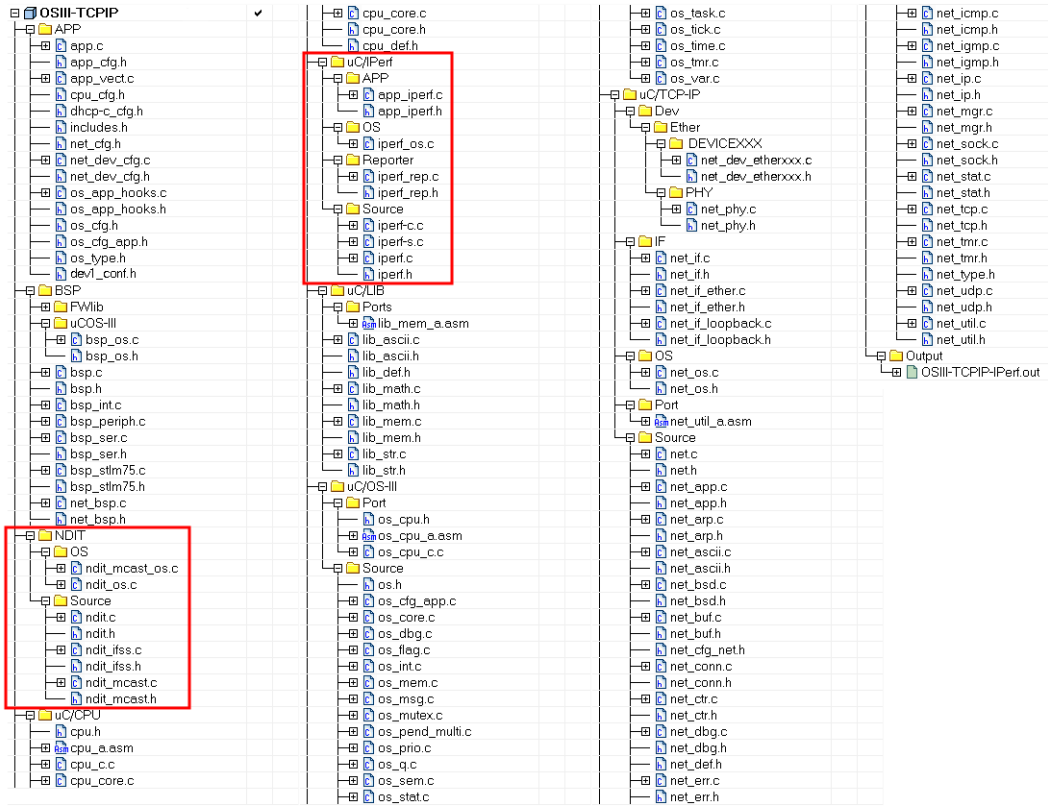 OSIII-TCPIP
APP
app.c
app_cfg.h
app_vect.c
cpu_cfg.h
dhcp-c_cfg.h
includes.h
net_cfg.h
net_dev_cfg.c
net_dev_cfg.h
os_app_hooks.c
os_app_hooks.h
os_cfg.h
os_cfg_app.h
os_type.h
dev1_conf.h
BSP
FWlib
uCOS-III
bsp_os.c
bsp_os.h
bsp.c
bsp.h
bsp_int.c
bsp_periph.c
bsp_ser.c
bsp_ser.h
bsp_stlm75.c
bsp_stlm75.h
net_bsp.c
net_bsp.h
NDIT
OS
ndit_mcast_os.c
ndit_os.c
Source
ndit.c
ndit.h
ndit_ifss.c
ndit_ifss.h
ndit_mcast.c
ndit_mcast.h
uC/CPU
cpu.h
cpu_a.asm
cpu_c.c
cpu_core.c
cpu_core.c
cpu_core.h
cpu_def.h
uC/IPerf
APP
app_iperf.c
app_iperf.h
OS
iperf_os.c
Reporter
iperf_rep.c
iperf_rep.h
Source
iperf-c.c
iperf-s.c
iperf.c
iperf.h
uC/LIB
Ports
lib_mem_a.asm
lib_ascii.c
lib_ascii.h
lib_def.h
lib_math.c
lib_math.h
lib_mem.c
lib_mem.h
lib_str.c
lib_str.h
uC/OS-III
Port
os_cpu.h
os_cpu_a.asm
os_cpu_c.c
Source
os.h
os_cfg_app.c
os_core.c
os_dbg.c
os_flag.c
os_int.c
os_mem.c
os_msg.c
os_mutex.c
os_pend_multi.c
os_prio.c
os_q.c
os_sem.c
os_stat.c
os_task.c
os_tick.c
os_time.c
os_tmr.c
os_var.c
uC/TCP-IP
Dev
Ether
DEVICEXXX
net_dev_etherxxx.c
net_dev_etherxxx.h
PHY
net_phy.c
net_phy.h
IF
net_if.c
net_if.h
net_if_ether.c
net_if_ether.h
net_if_loopback.c
net_if_loopback.h
OS
net_os.c
net_os.h
Port
net_util_a.asm
Source
net.c
net.h
net_app.c
net_app.h
net_arp.c
net_arp.h
net_ascii.c
net_ascii.h
net_bsd.c
net_bsd.h
net_buf.c
net_buf.h
net_cfg_net.h
net_conn.c
net_conn.h
net_ctr.c
net_ctr.h
net_dbg.c
net_dbg.h
net_def.h
net_err.c
net_err.h
net_icmp.c
net_icmp.h
net_igmp.c
net_igmp.h
net_ip.c
net_ip.h
net_mgr.c
net_mgr.h
net_sock.c
net_sock.h
net_stat.c
net_stat.h
net_tcp.c
net_tcp.h
net_tmr.c
net_tmr.h
net_type.h
net_udp.c
net_udp.h
net_util.c
net_util.h
Output
OSIII-TCPIP-IPerf.out